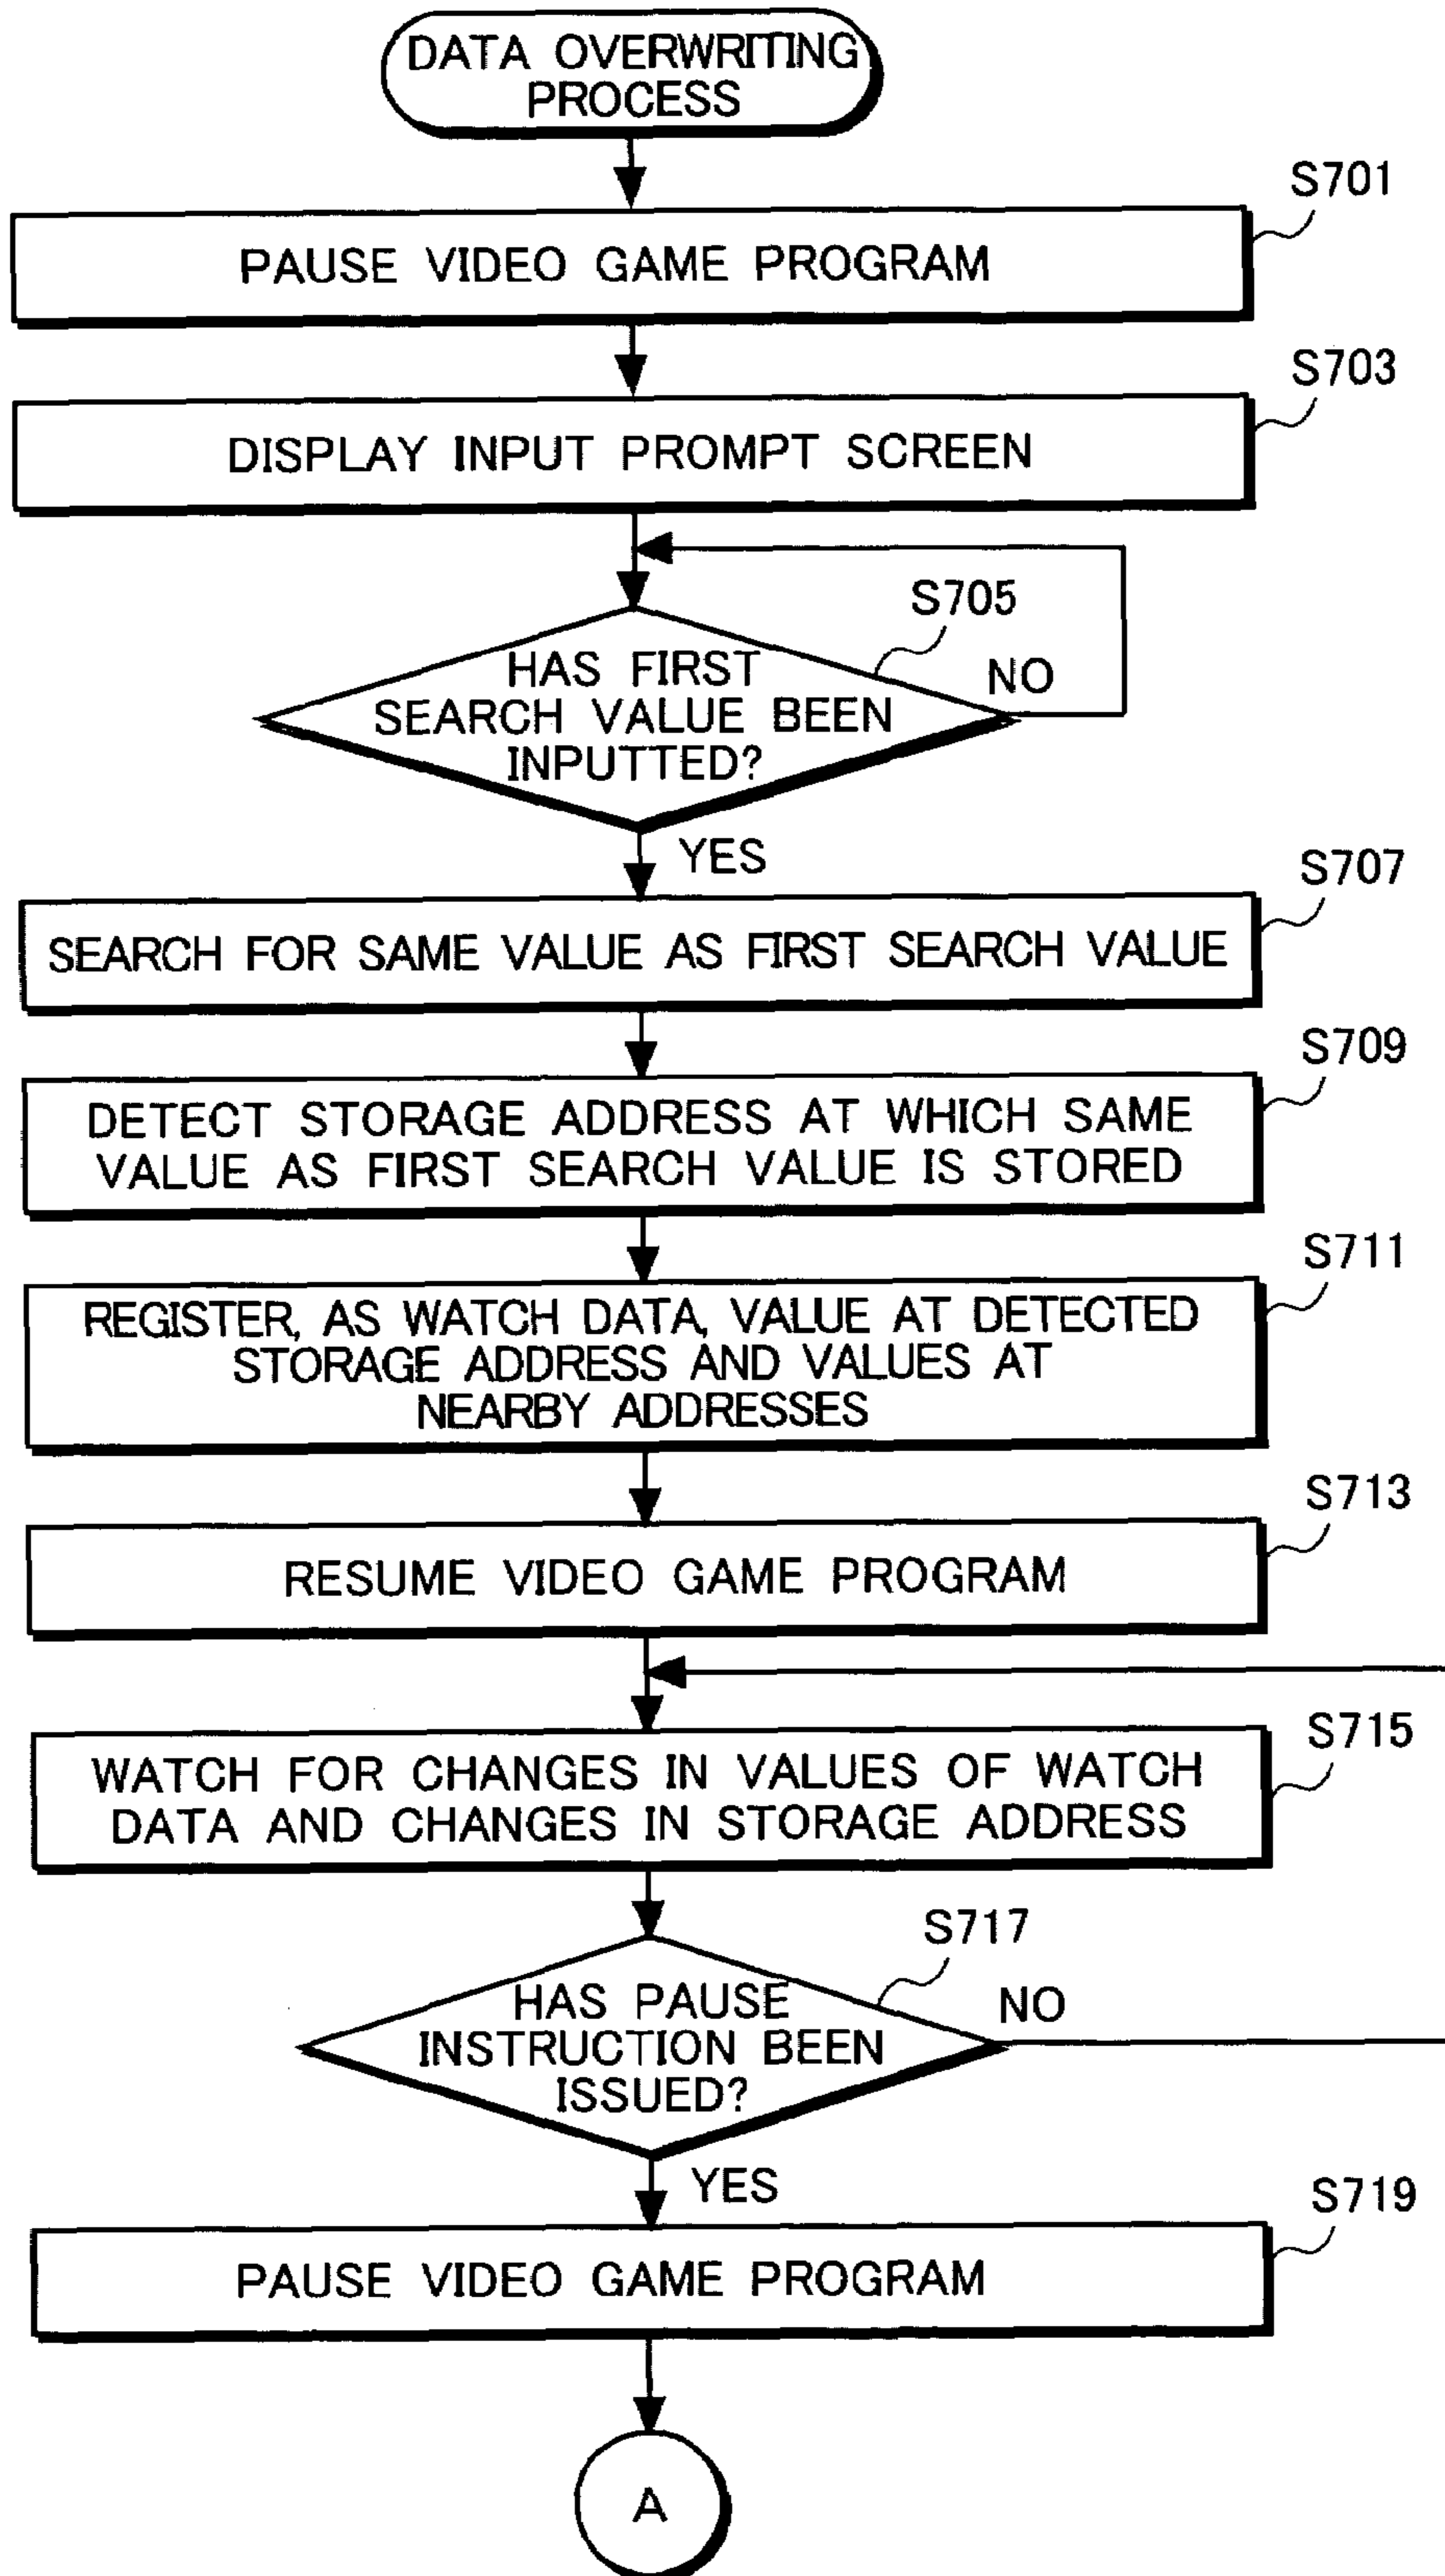 DATA OVERWRITING
PROCESS
S701
PAUSE VIDEO GAME PROGRAM
S703
DISPLAY INPUT PROMPT SCREEN
S705
HAS FIRST
SEARCH VALUE BEEN
INPUTTED?
NO
YES
S707
SEARCH FOR SAME VALUE AS FIRST SEARCH VALUE
S709
DETECT STORAGE ADDRESS AT WHICH SAME
VALUE AS FIRST SEARCH VALUE IS STORED
S711
REGISTER, AS WATCH DATA, VALUE AT DETECTED
STORAGE ADDRESS AND VALUES AT
NEARBY ADDRESSES
S713
RESUME VIDEO GAME PROGRAM
S715
WATCH FOR CHANGES IN VALUES OF WATCH
DATA AND CHANGES IN STORAGE ADDRESS
S717
HAS PAUSE
INSTRUCTION BEEN
ISSUED?
NO
YES
S719
PAUSE VIDEO GAME PROGRAM
A